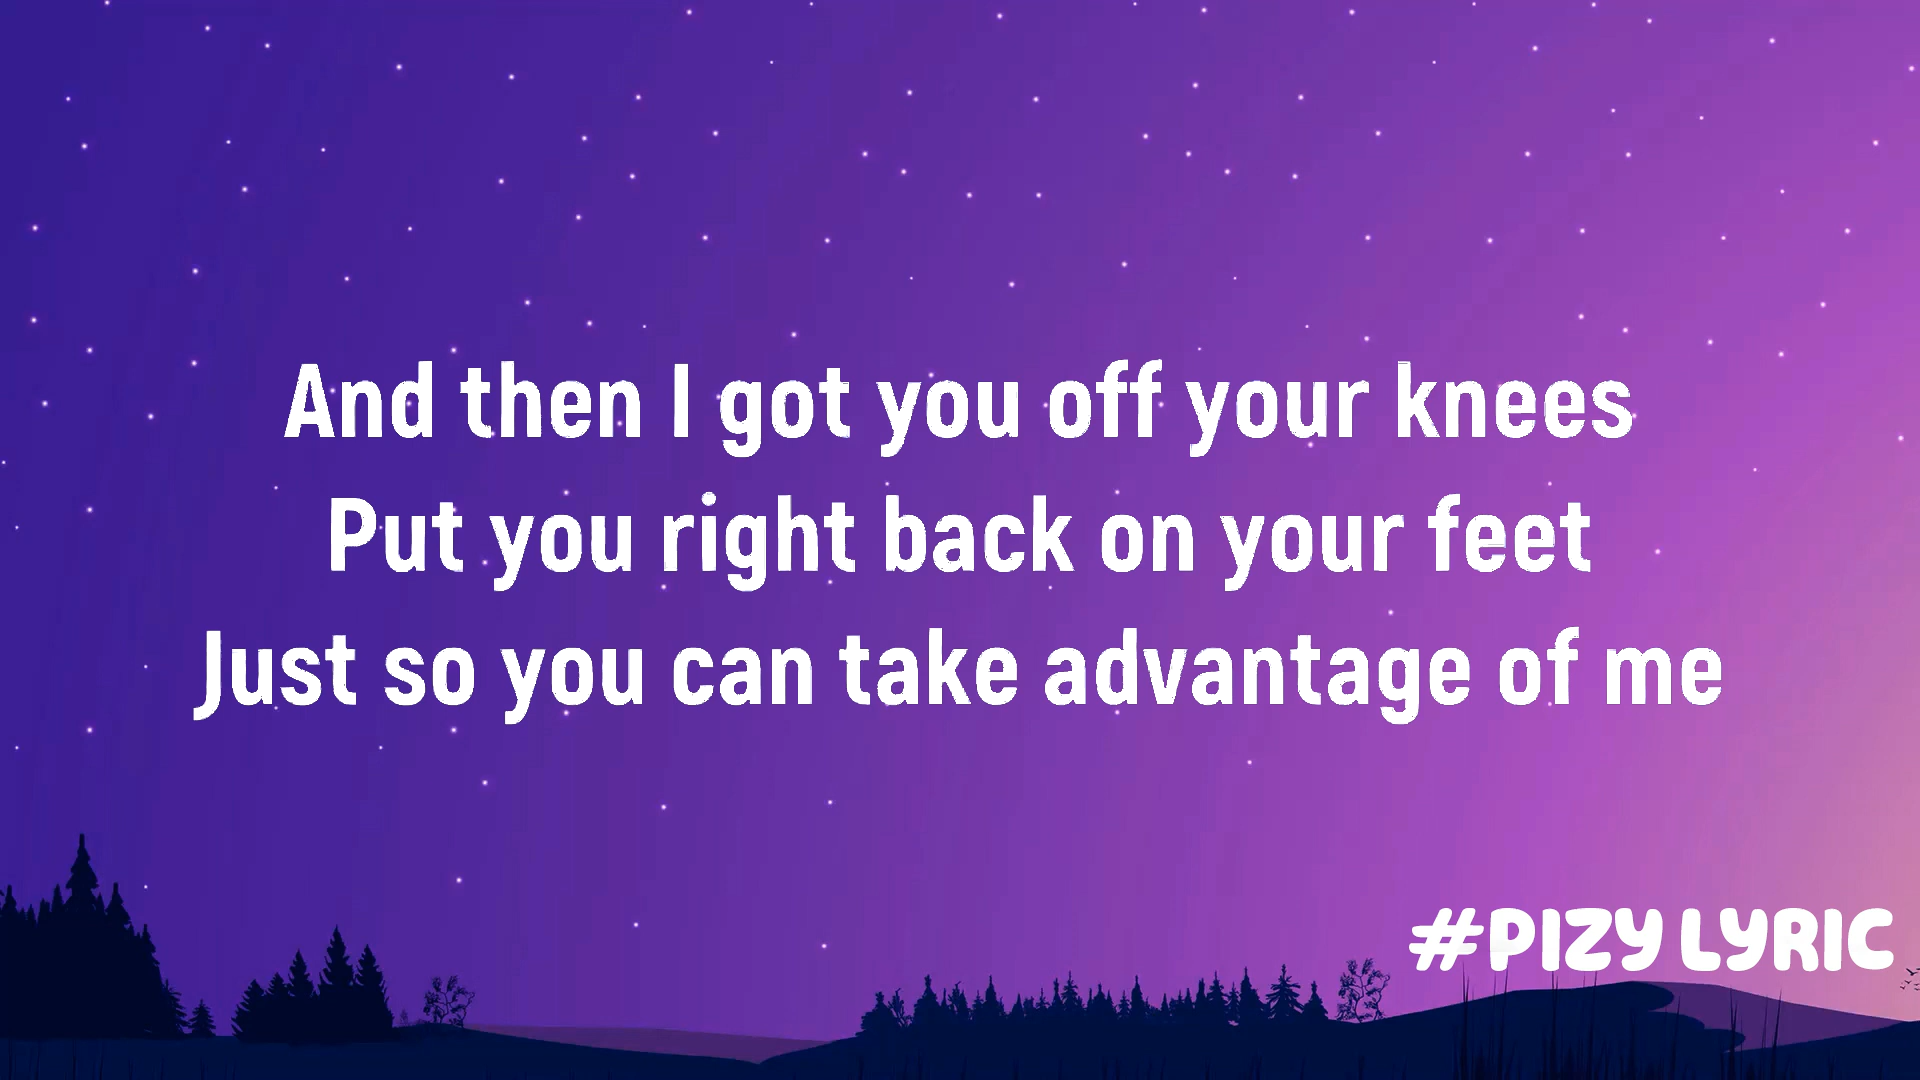 And then I got you off your knees
Put you right back on your feet
Just so you can take advantage of me
#PIZY LYRIC